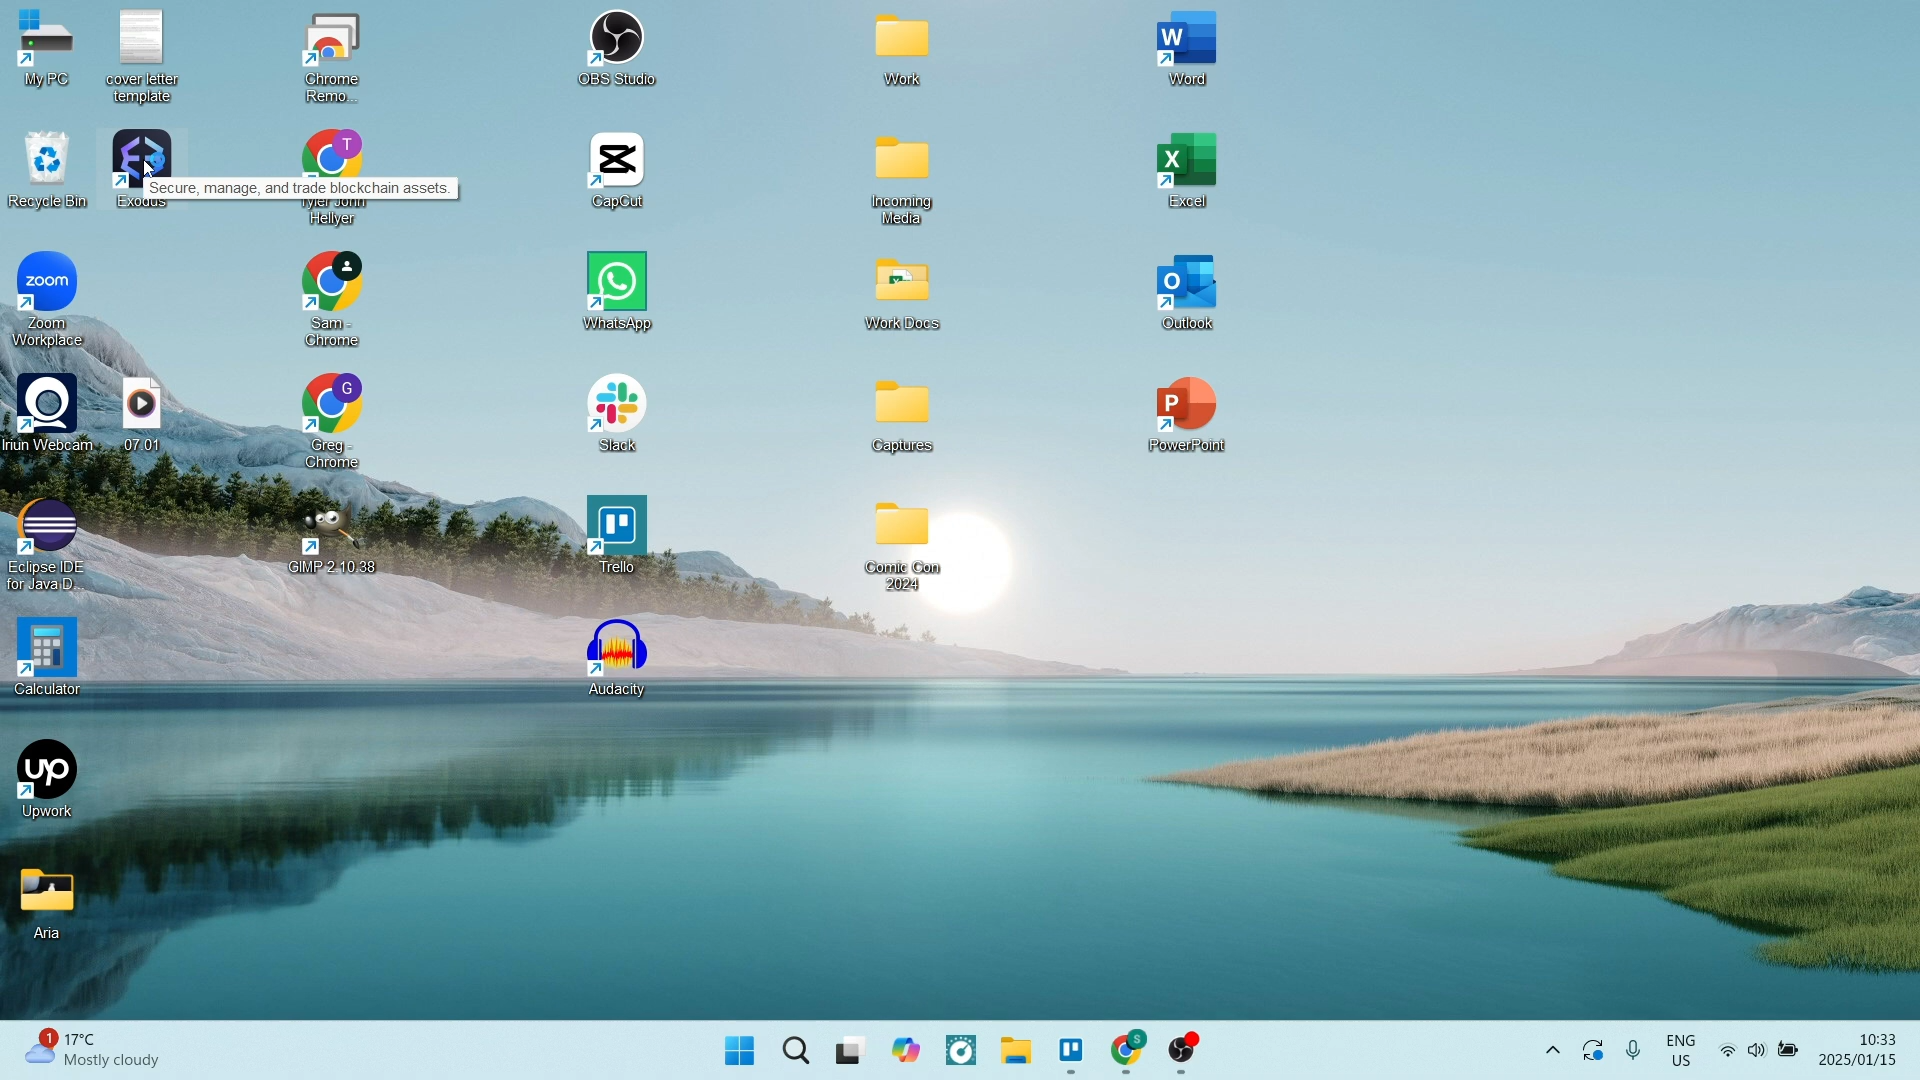 My PC
cover letter
template
Chrome
Remo...
OBS Studio
Work
W
Word
T
Secure, manage, and trade blockchain assets.
Recycle Bin
Exodus
Tyler John
Hellyer
CapCut
Incoming
Media
X
Excel
zoom
Zoom
Workplace
Sam -
Chrome
WhatsApp
Work Docs
O
Outlook
Iriun Webcam
07.01
G
Greg -
Chrome
Slack
Captures
P
PowerPoint
Eclipse IDE
for Java D...
GIMP 2.10.38
Trello
Comic Con
2024
Calculator
Audacity
up
Upwork
Aria
1
17°C
Mostly cloudy
S
ENG
US
10:33
2025/01/15